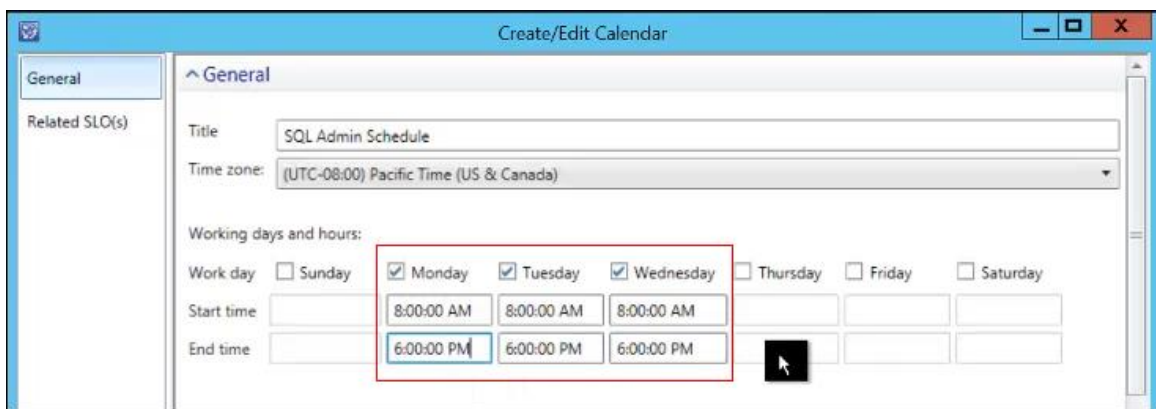 Create/Edit Calendar
X
General
Related SLO(s)
General
Title SQL Admin Schedule
Time zone: (UTC-08:00) Pacific Time (US & Canada)
Working days and hours:
Work day Sunday Monday Tuesday Wednesday Thursday Friday Saturday
Start time 8:00:00 AM 8:00:00 AM 8:00:00 AM
End time 6:00:00 PM 6:00:00 PM 6:00:00 PM